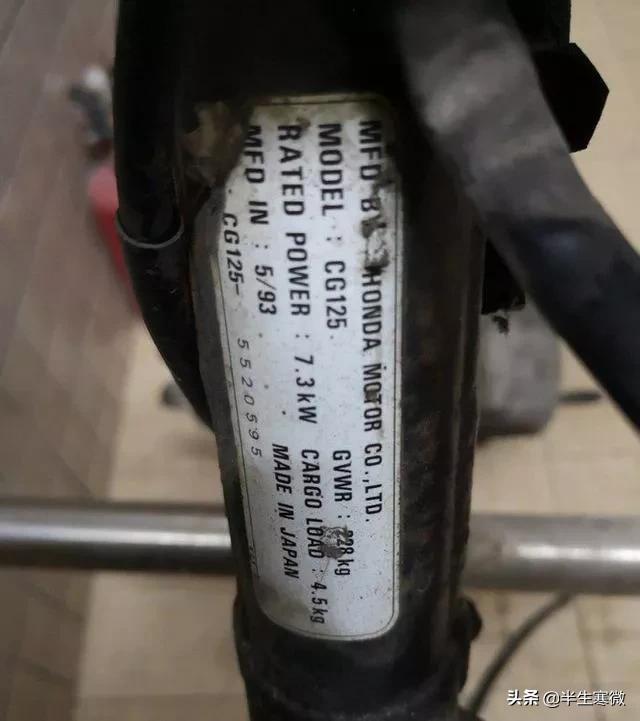 MFD BY HONDA MOTOR CO.,LTD.
MODEL : CG125 GVWR : 228kg
RATED POWER : 7.3kW CARGO LOAD : 4.5kg
MFD IN : 5/93 MADE IN JAPAN
CG125- 5520595
头条 @半生寒微